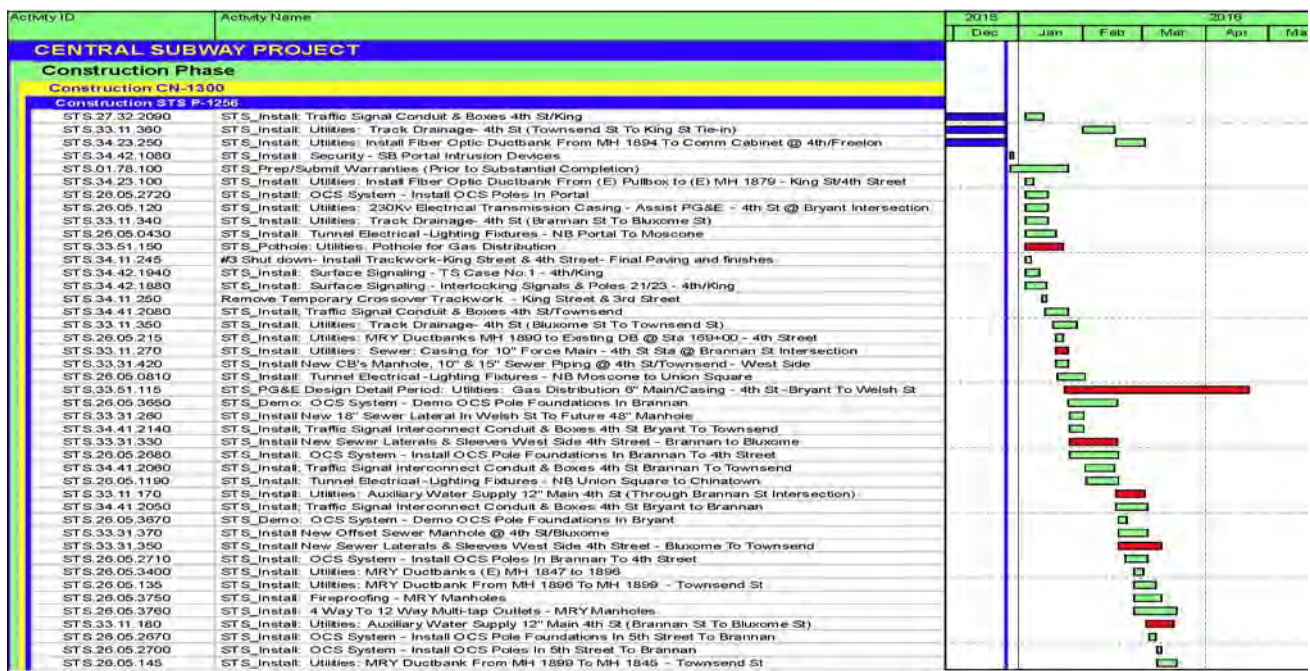 Activity ID Activity Name 2015 2016
Dec Jan Feb Mar Apr Ma
CENTRAL SUBWAY PROJECT
Construction Phase
Construction CN-1300
Construction STS P-1256
STS.27.32.2090 STS_Install; Traffic Signal Conduit & Boxes 4th St/King
STS.33.11.360 STS_Install: Utilities: Track Drainage- 4th St (Townsend St To King St Tie-in)
STS.34.23.250 STS_Install: Utilities: Install Fiber Optic Ductbank From MH 1894 To Comm Cabinet @ 4th/Freelon
STS.34.42.1080 STS_Install: Security - SB Portal Intrusion Devices
STS.01.78.100 STS_Prep/Submit Warranties (Prior to Substantial Completion)
STS.34.23.100 STS_Install: Utilities: Install Fiber Optic Ductbank From (E) Pullbox to (E) MH 1879 - King St/4th Street
STS.26.05.2720 STS_Install: OCS System - Install OCS Poles In Portal
STS.26.05.120 STS_Install: Utilities: 230Kv Electrical Transmission Casing - Assist PG&E - 4th St @ Bryant Intersection
STS.33.11.340 STS_Install: Utilities: Track Drainage- 4th St (Brannan St To Bluxome St)
STS.26.05.0430 STS_Install: Tunnel Electrical -Lighting Fixtures - NB Portal To Moscone
STS.33.51.150 STS_Pothole: Utilities. Pothole for Gas Distribution
STS.34.11.245 #3 Shut down- Install Trackwork-King Street & 4th Street- Final Paving and finishes
STS.34.42.1940 STS_Install: Surface Signaling - TS Case No.1 - 4th/King
STS.34.42.1880 STS_Install: Surface Signaling - Interlocking Signals & Poles 21/23 - 4th/King
STS.34.11.250 Remove Temporary Crossover Trackwork - King Street & 3rd Street
STS.34.41.2080 STS_Install; Traffic Signal Conduit & Boxes 4th St/Townsend
STS.33.11.350 STS_Install: Utilities: Track Drainage- 4th St (Bluxome St To Townsend St)
STS.26.05.215 STS_Install: Utilities: MRY Ductbanks MH 1890 to Existing DB @ Sta 169+00 - 4th Street
STS.33.11.270 STS_Install: Utilities: Sewer: Casing for 10" Force Main - 4th St Sta @ Brannan St Intersection
STS.33.31.420 STS_Install New CB's Manhole, 10" & 15" Sewer Piping @ 4th St/Townsend - West Side
STS.26.05.0810 STS_Install: Tunnel Electrical -Lighting Fixtures - NB Moscone to Union Square
STS.33.51.115 STS_PG&E Design Detail Period: Utilities: Gas Distribution 6" Main/Casing - 4th St -Bryant To Welsh St
STS.26.05.3650 STS_Demo: OCS System - Demo OCS Pole Foundations In Brannan
STS.33.31.260 STS_Install New 18" Sewer Lateral In Welsh St To Future 48" Manhole
STS.34.41.2140 STS_Install; Traffic Signal Interconnect Conduit & Boxes 4th St Bryant To Townsend
STS.33.31.330 STS_Install New Sewer Laterals & Sleeves West Side 4th Street - Brannan to Bluxome
STS.26.05.2680 STS_Install: OCS System - Install OCS Pole Foundations In Brannan To 4th Street
STS.34.41.2060 STS_Install; Traffic Signal Interconnect Conduit & Boxes 4th St Brannan To Townsend
STS.26.05.1190 STS_Install: Tunnel Electrical -Lighting Fixtures - NB Union Square to Chinatown
STS.33.11.170 STS_Install: Utilities: Auxiliary Water Supply 12" Main 4th St (Through Brannan St Intersection)
STS.34.41.2050 STS_Install; Traffic Signal Interconnect Conduit & Boxes 4th St Bryant to Brannan
STS.26.05.3670 STS_Demo: OCS System - Demo OCS Pole Foundations In Bryant
STS.33.31.370 STS_Install New Offset Sewer Manhole @ 4th St/Bluxome
STS.33.31.350 STS_Install New Sewer Laterals & Sleeves West Side 4th Street - Bluxome To Townsend
STS.26.05.2710 STS_Install: OCS System - Install OCS Poles In Brannan To 4th Street
STS.26.05.3400 STS_Install: Utilities: MRY Ductbanks (E) MH 1847 to 1896
STS.26.05.135 STS_Install: Utilities: MRY Ductbank From MH 1896 To MH 1899 - Townsend St
STS.26.05.3750 STS_Install: Fireproofing - MRY Manholes
STS.26.05.3760 STS_Install: 4 Way To 12 Way Multi-tap Outlets - MRY Manholes
STS.33.11.180 STS_Install: Utilities: Auxiliary Water Supply 12" Main 4th St (Brannan St To Bluxome St)
STS.26.05.2670 STS_Install: OCS System - Install OCS Pole Foundations In 5th Street To Brannan
STS.26.05.2700 STS_Install: OCS System - Install OCS Poles In 5th Street To Brannan
STS.26.05.145 STS_Install: Utilities: MRY Ductbank From MH 1899 To MH 1845 - Townsend St